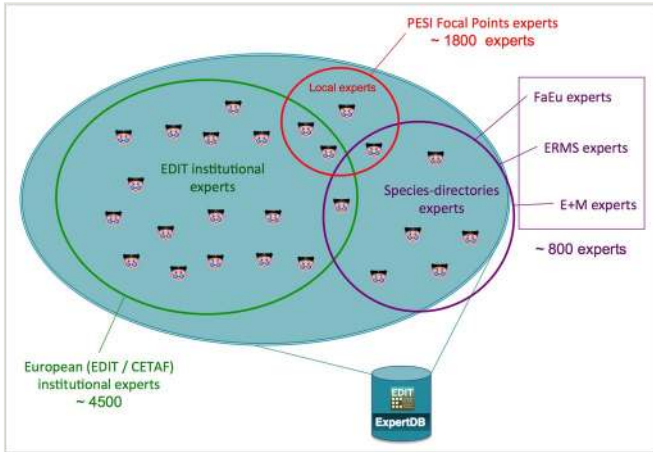 PESI Focal Points experts
~ 1800 experts
Local experts
FaEu experts
ERMS experts
E+M experts
~ 800 experts
EDIT institutional
experts
Species-directories
experts
European (EDIT / CETAF)
institutional experts
~ 4500
EDIT
ExpertDB